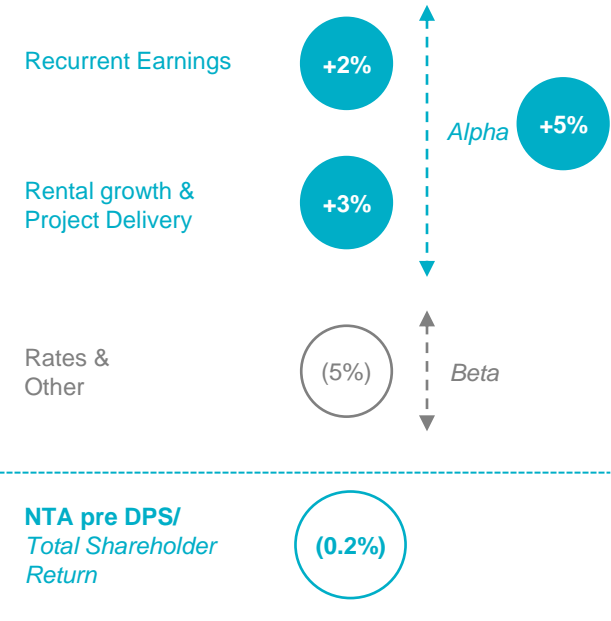 Recurrent Earnings
+2%
Alpha
+5%
Rental growth &
Project Delivery
+3%
Rates &
Other
(5%)
Beta
NTA pre DPS/
Total Shareholder
Return
(0.2%)